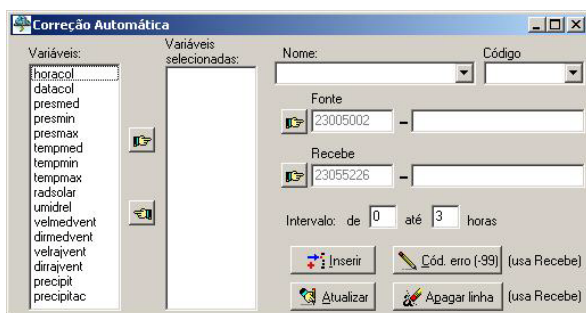 Correção Automática
Variáveis:
horacol
datacol
presmed
presmin
presmax
tempmed
tempmin
tempmax
radsolar
umidrel
velmedvent
dirmedvent
velrajvent
dirrajvent
precipit
precipitac
Variáveis
selecionadas:
Nome:
Código
Fonte
23005002 –
Recebe
23055226 –
Intervalo: de 0 até 3 horas
Inserir
Cód. erro (-99) (usa Recebe)
Atualizar
Apagar linha (usa Recebe)